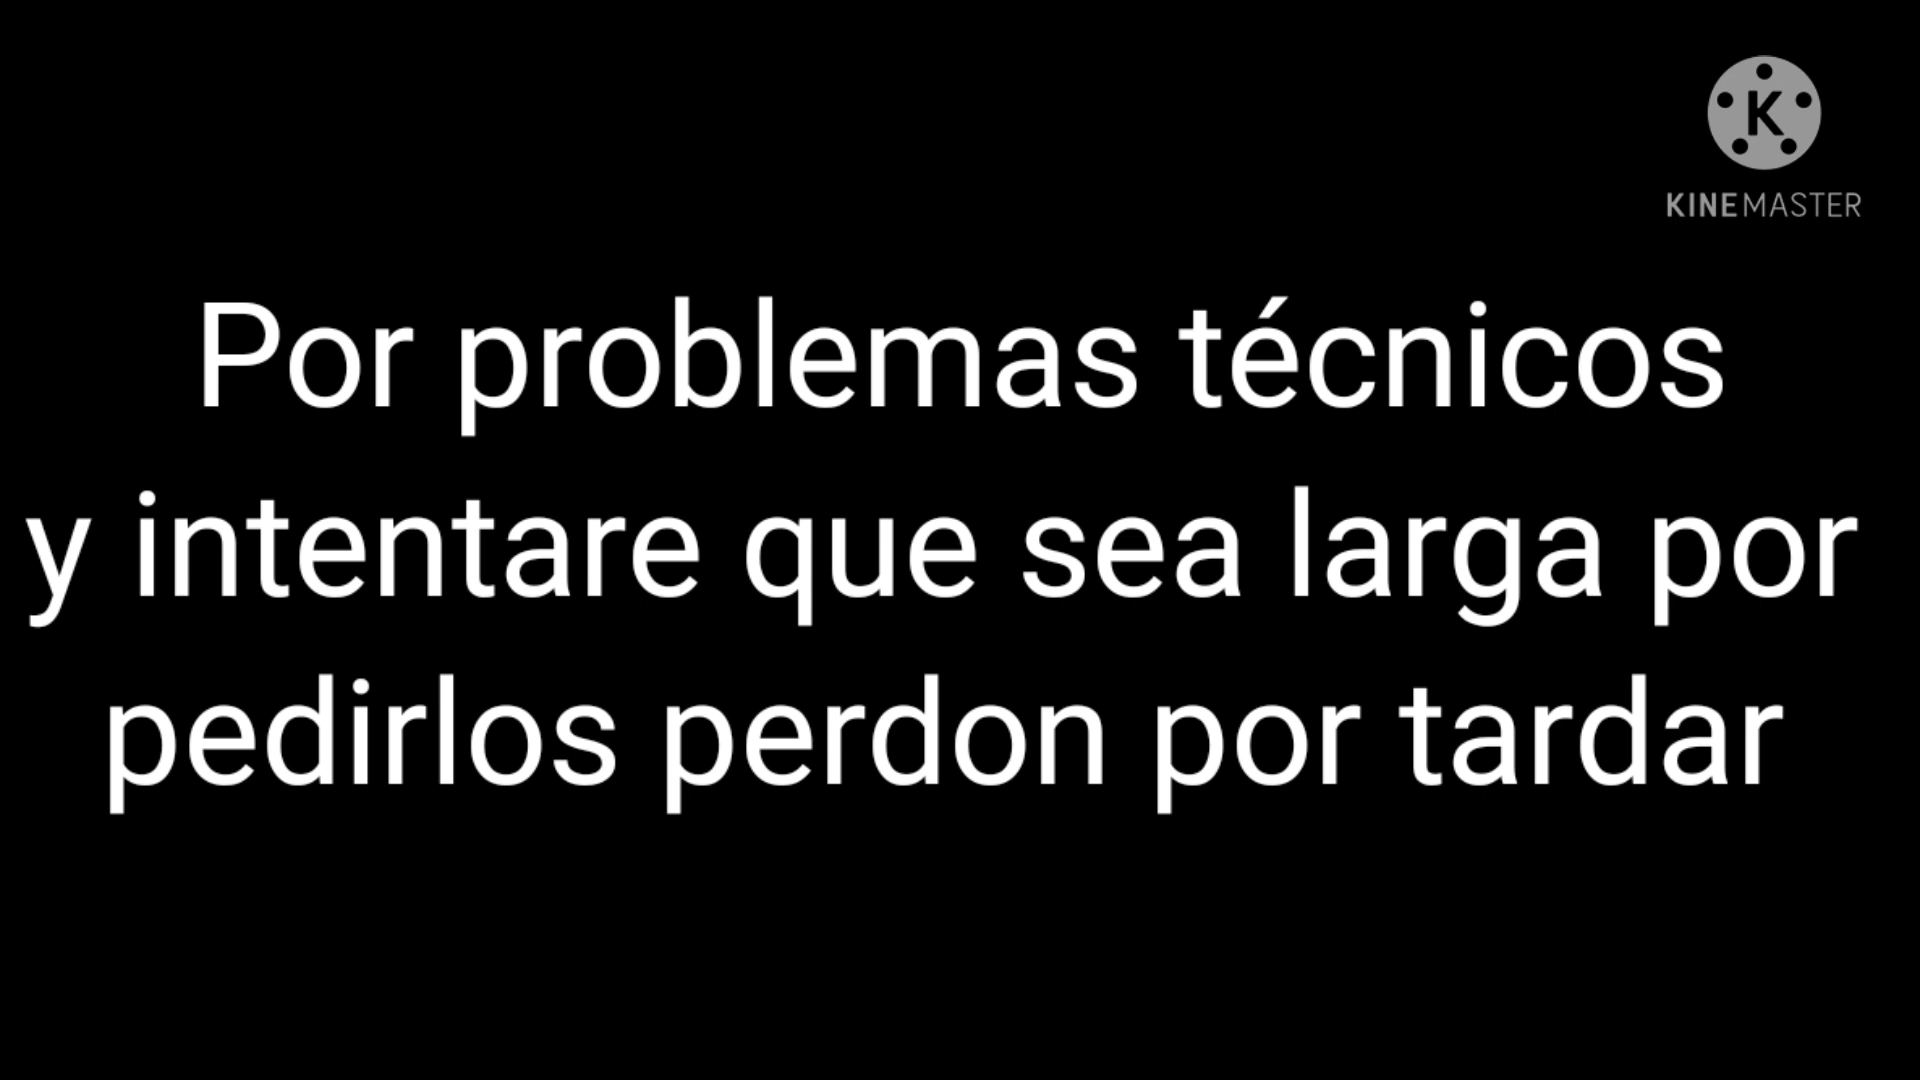 K
KINEMASTER
Por problemas técnicos
y intentare que sea larga por
pedirlos perdon por tardar